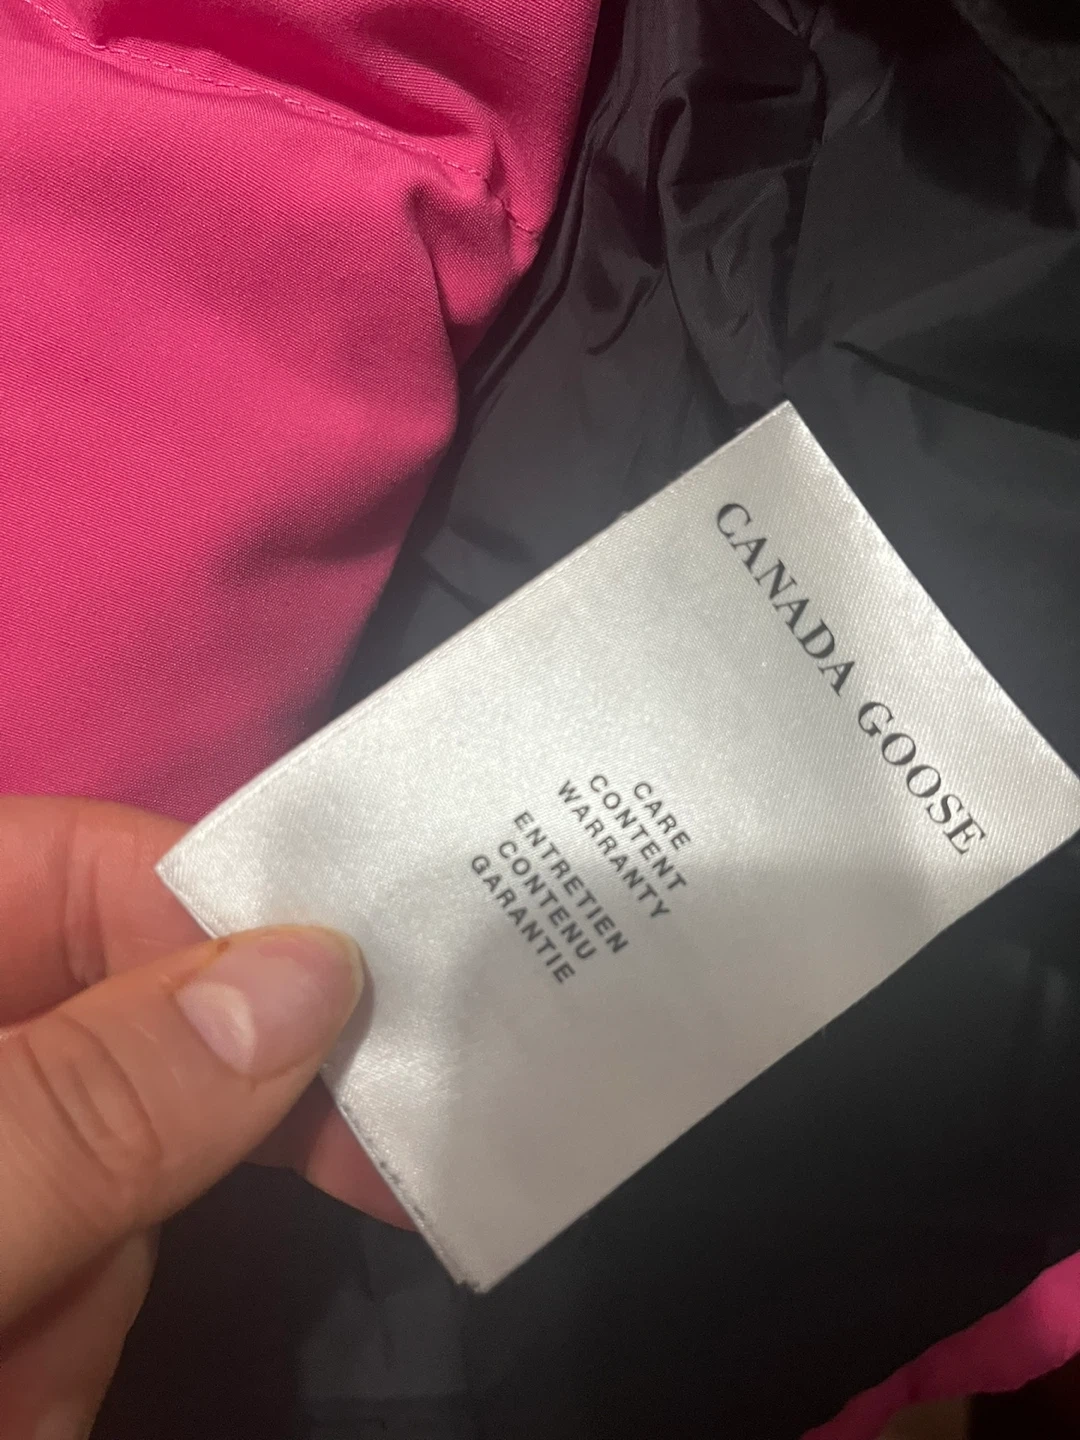 CANADA GOOSE
CARE
CONTENT
WARRANTY
ENTRETIEN
CONTENU
GARANTIE